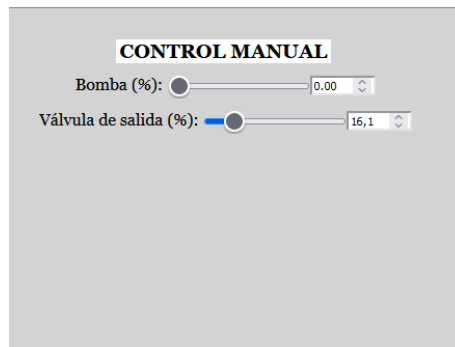 CONTROL MANUAL
Bomba (%): 0.00
Válvula de salida (%): 16,1